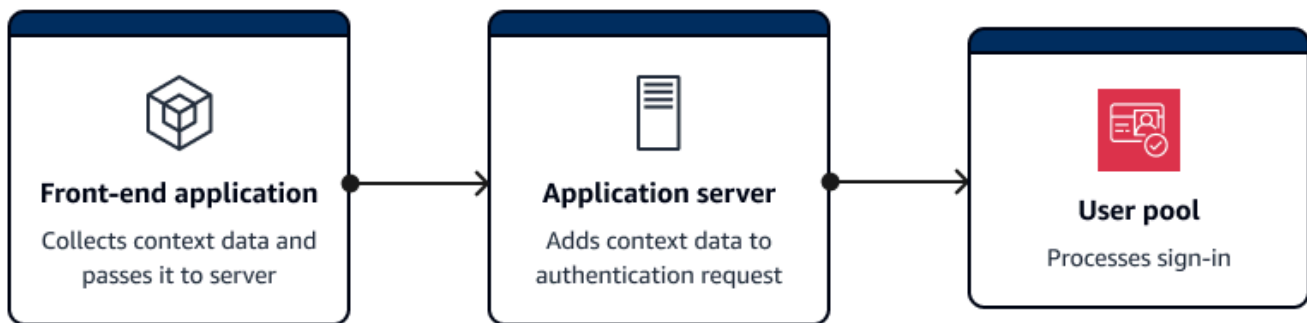 Front-end application
Collects context data and
passes it to server
Application server
Adds context data to
authentication request
User pool
Processes sign-in